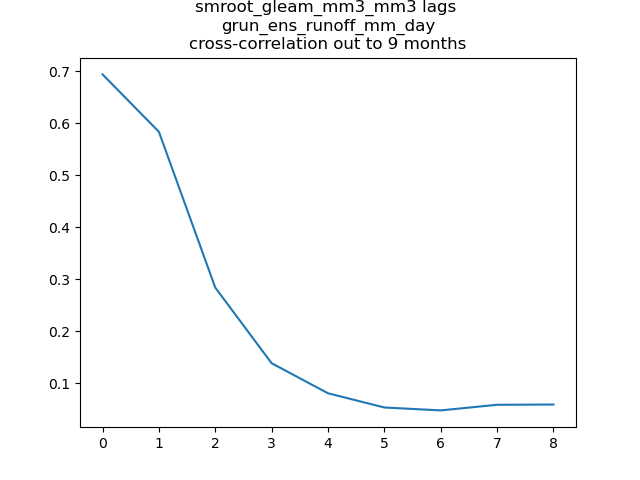 smroot_gleam_mm3_mm3 lags
grun_ens_runoff_mm_day
cross-correlation out to 9 months
0.7
0.6
0.5
0.4
0.3
0.2
0.1
0 1 2 3 4 5 6 7 8